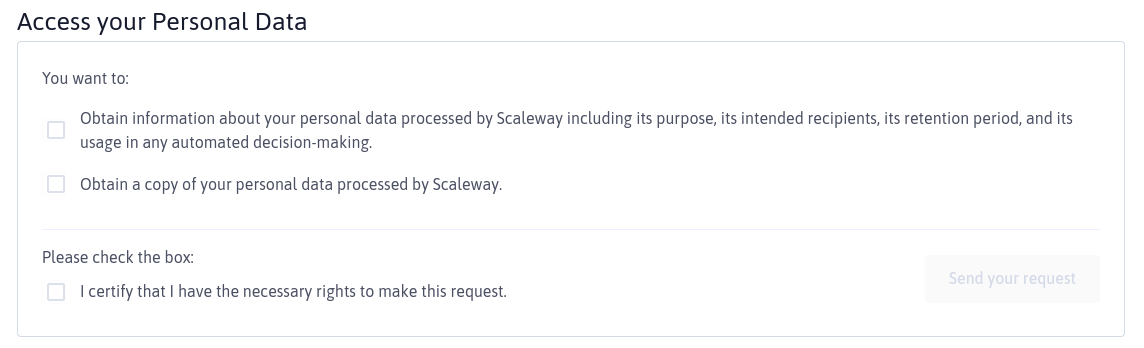 Access your Personal Data
You want to:
Obtain information about your personal data processed by Scaleway including its purpose, its intended recipients, its retention period, and its
usage in any automated decision-making.
Obtain a copy of your personal data processed by Scaleway.
Please check the box:
I certify that I have the necessary rights to make this request.
Send your request